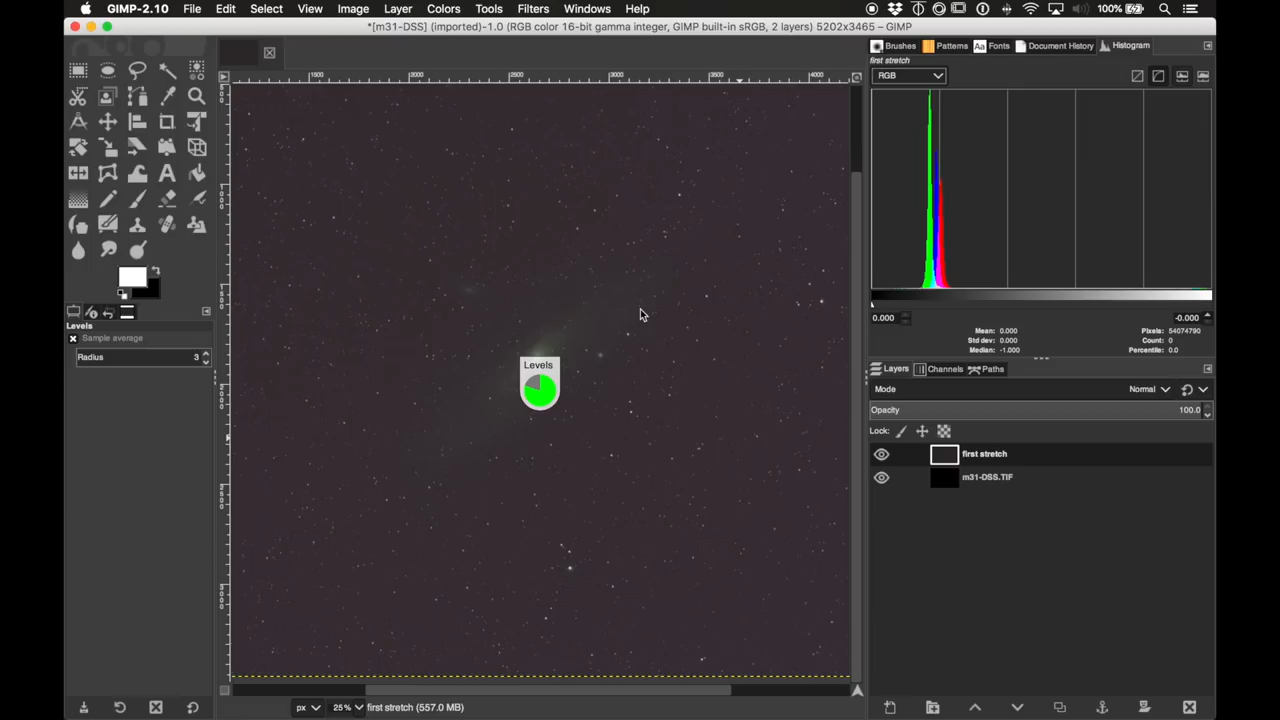 GIMP-2.10 File Edit Select View Image Layer Colors Tools Filters Windows Help 100%
*[m31-DSS] (imported)-1.0 (RGB color 16-bit gamma integer, GIMP built-in sRGB, 2 layers) 5202x3465 – GIMP
Brushes Patterns Aa Fonts Document History Histogram
first stretch
RGB
1500 2000 2500 3000 3500 4000
0.000 -0.000
Mean: 0.000 Pixels: 54074790
Std dev: 0.000 Count: 0
Median: -1.000 Percentile: 0.0
Levels
Sample average
Radius 3
Levels
Layers Channels Paths
Mode Normal
Opacity 100.0
Lock:
first stretch
m31-DSS.TIF
px 25% first stretch (557.0 MB)